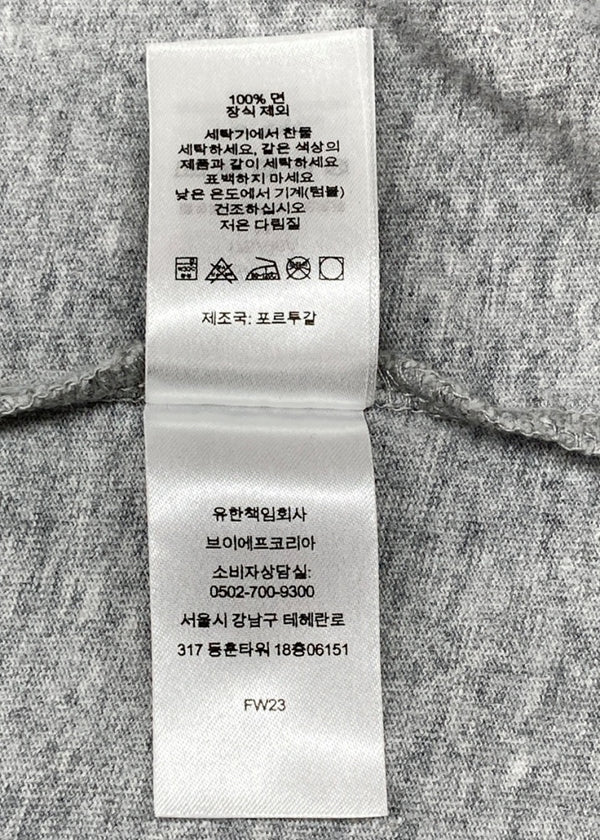 100% 면
장식 제외
세탁기에서 찬물
세탁하세요, 같은 색상의
제품과 같이 세탁하세요
표백하지 마세요
낮은 온도에서 기계(텀블)
건조하십시오
저은 다림질
제조국: 포르투갈
유한책임회사
브이에프코리아
소비자상담실:
0502-700-9300
서울시 강남구 테헤란로
317 동훈타워 18층06151
FW23